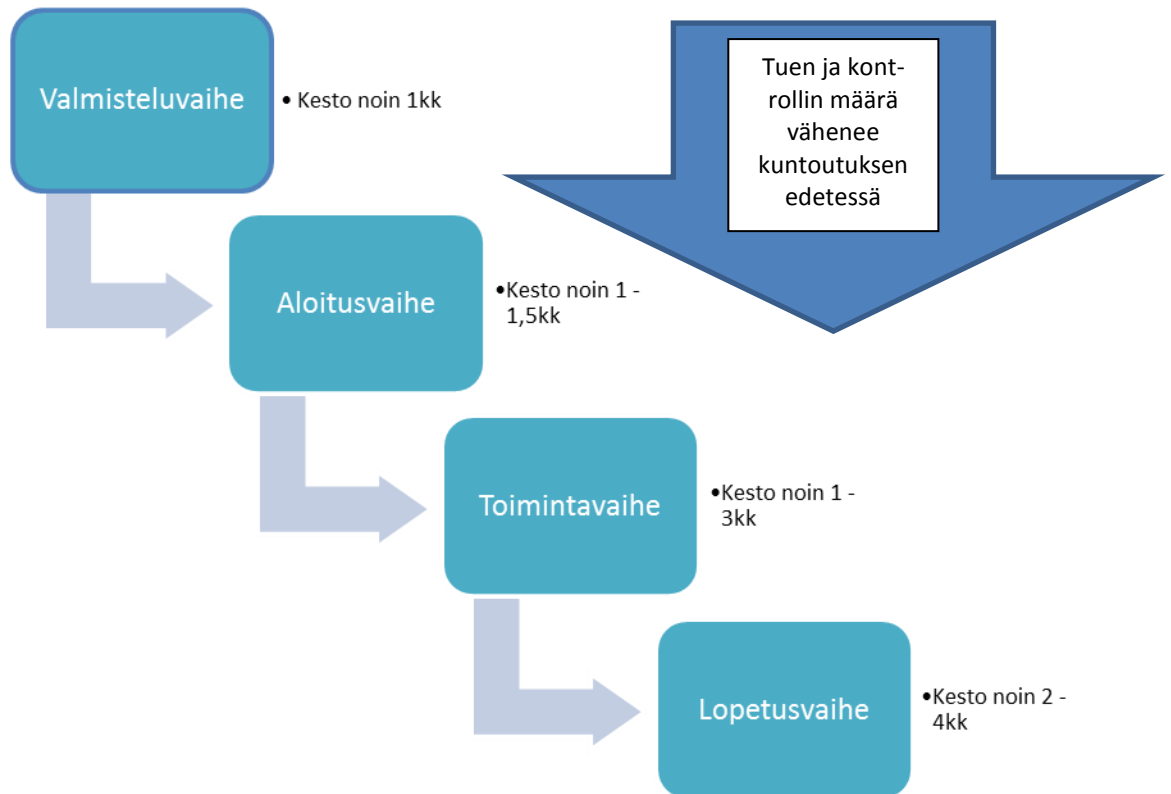 Valmisteluvaihe
• Kesto noin 1kk
Tuen ja kont-
rollin määrä
vähenee
kuntoutuksen
edetessä
Aloitusvaihe
•Kesto noin 1 -
1,5kk
Toimintavaihe
•Kesto noin 1 -
3kk
Lopetusvaihe
•Kesto noin 2 -
4kk